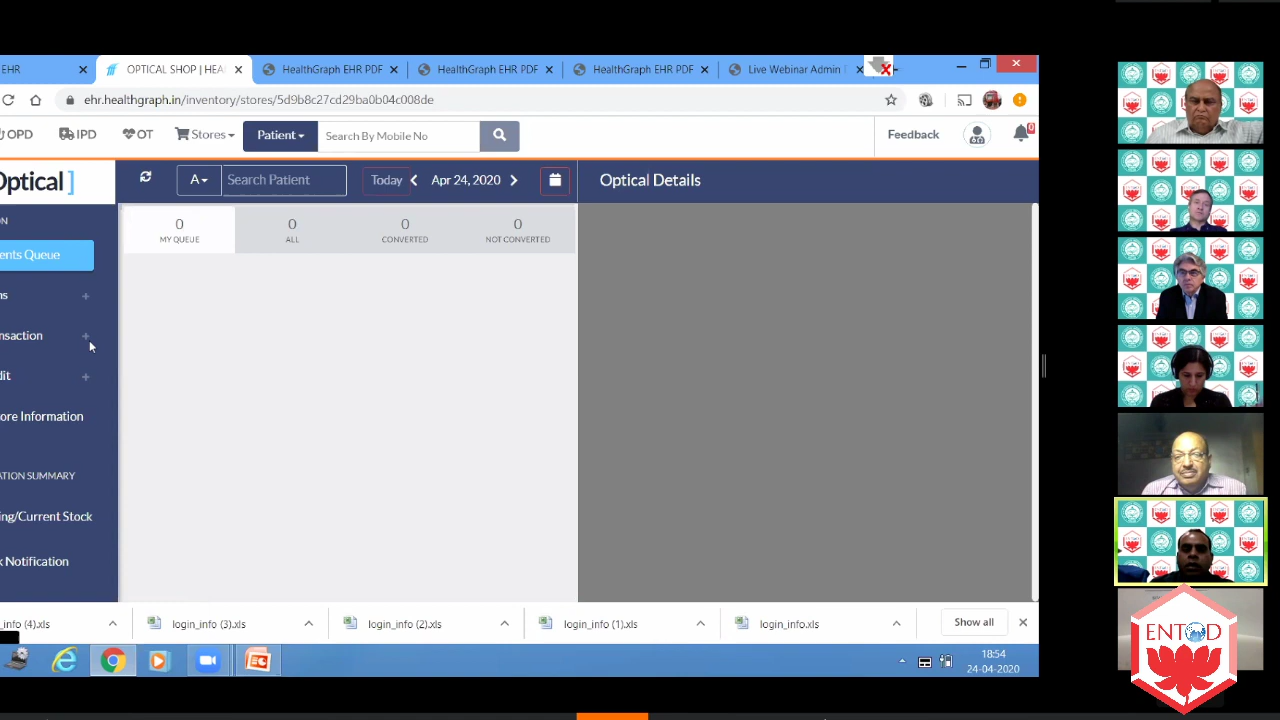 EHR
OPTICAL SHOP | HEA
HealthGraph EHR PDF
HealthGraph EHR PDF
HealthGraph EHR PDF
Live Webinar Admin
ehr.healthgraph.in/inventory/stores/5d9b8c27cd29ba0b04c008de
OPD
IPD
OT
Stores
Patient
Search By Mobile No
Feedback
0
Optical ]
A
Search Patient
Today
Apr 24, 2020
Optical Details
ON
0
MY QUEUE
0
ALL
0
CONVERTED
0
NOT CONVERTED
ents Queue
ns
nsaction
dit
ore Information
ATION SUMMARY
ing/Current Stock
k Notification
_info (4).xls
login_info (3).xls
login_info (2).xls
login_info (1).xls
login_info.xls
Show all
18:54
24-04-2020
ENTOD
ENTOD